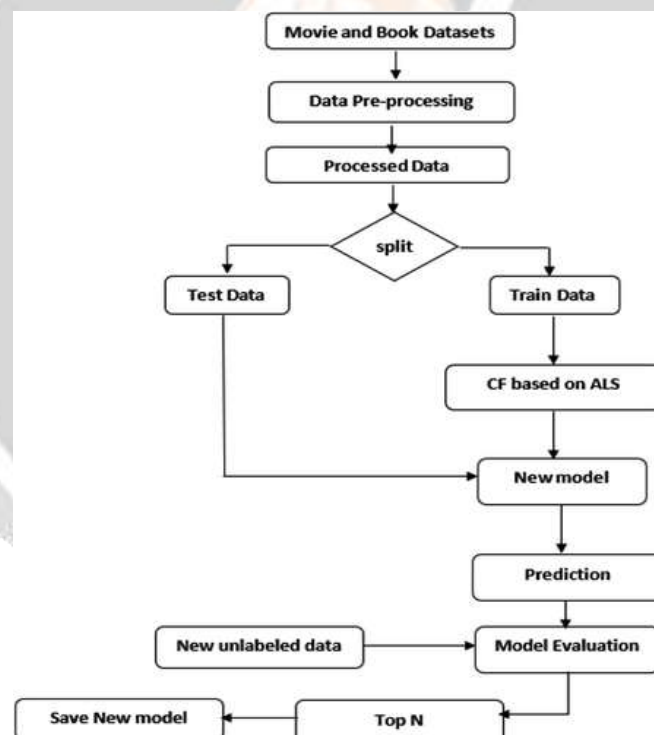 Movie and Book Datasets
Data Pre-processing
Processed Data
split
Test Data
Train Data
CF based on ALS
New model
Prediction
New unlabeled data
Model Evaluation
Save New model
Top N